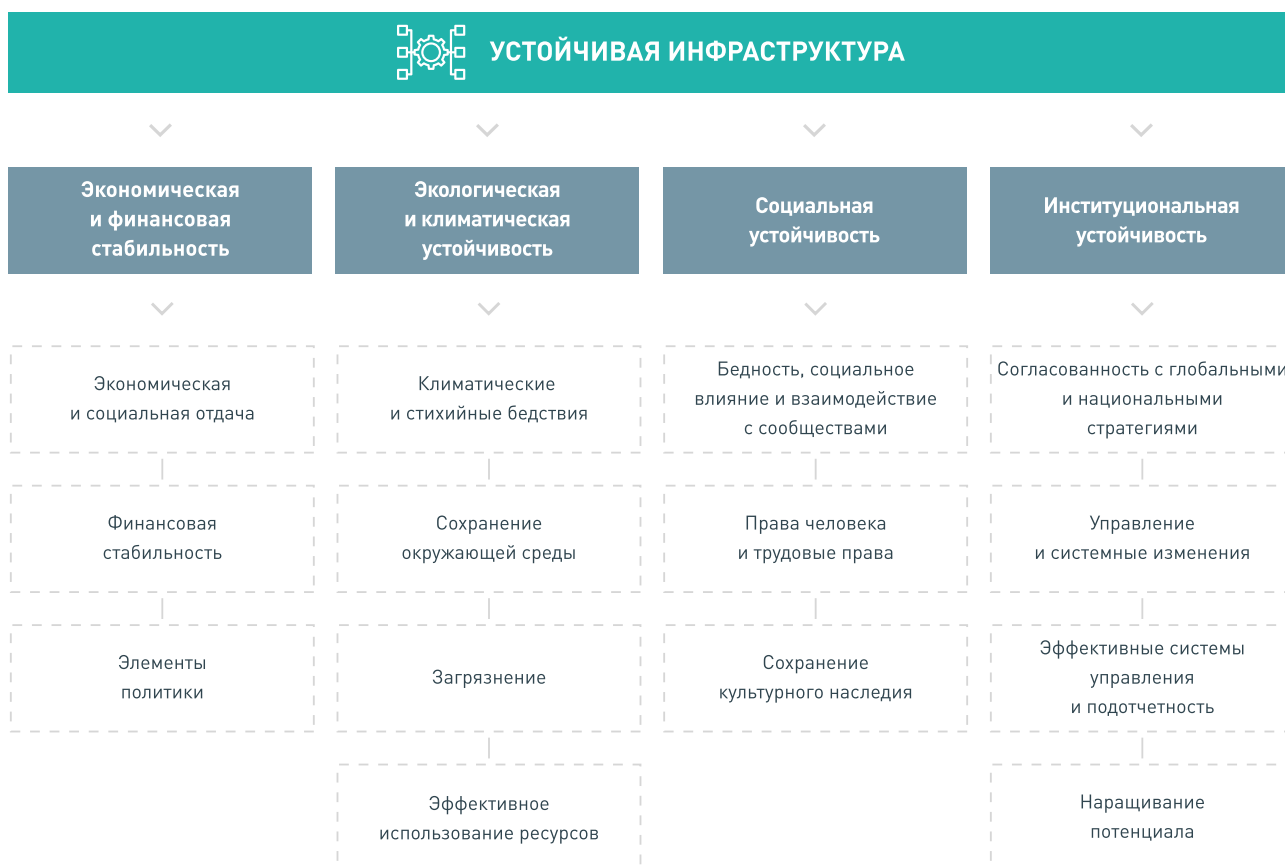 УСТОЙЧИВАЯ ИНФРАСТРУКТУРА
Экономическая
и финансовая
стабильность
Экологическая
и климатическая
устойчивость
Социальная
устойчивость
Институциональная
устойчивость
Экономическая
и социальная отдача
Климатические
и стихийные бедствия
Бедность, социальное
влияние и взаимодействие
с сообществами
Согласованность с глобальными
и национальными
стратегиями
Финансовая
стабильность
Сохранение
окружающей среды
Права человека
и трудовые права
Управление
и системные изменения
Элементы
политики
Загрязнение
Сохранение
культурного наследия
Эффективные системы
управления
и подотчетность
Эффективное
использование ресурсов
Наращивание
потенциала